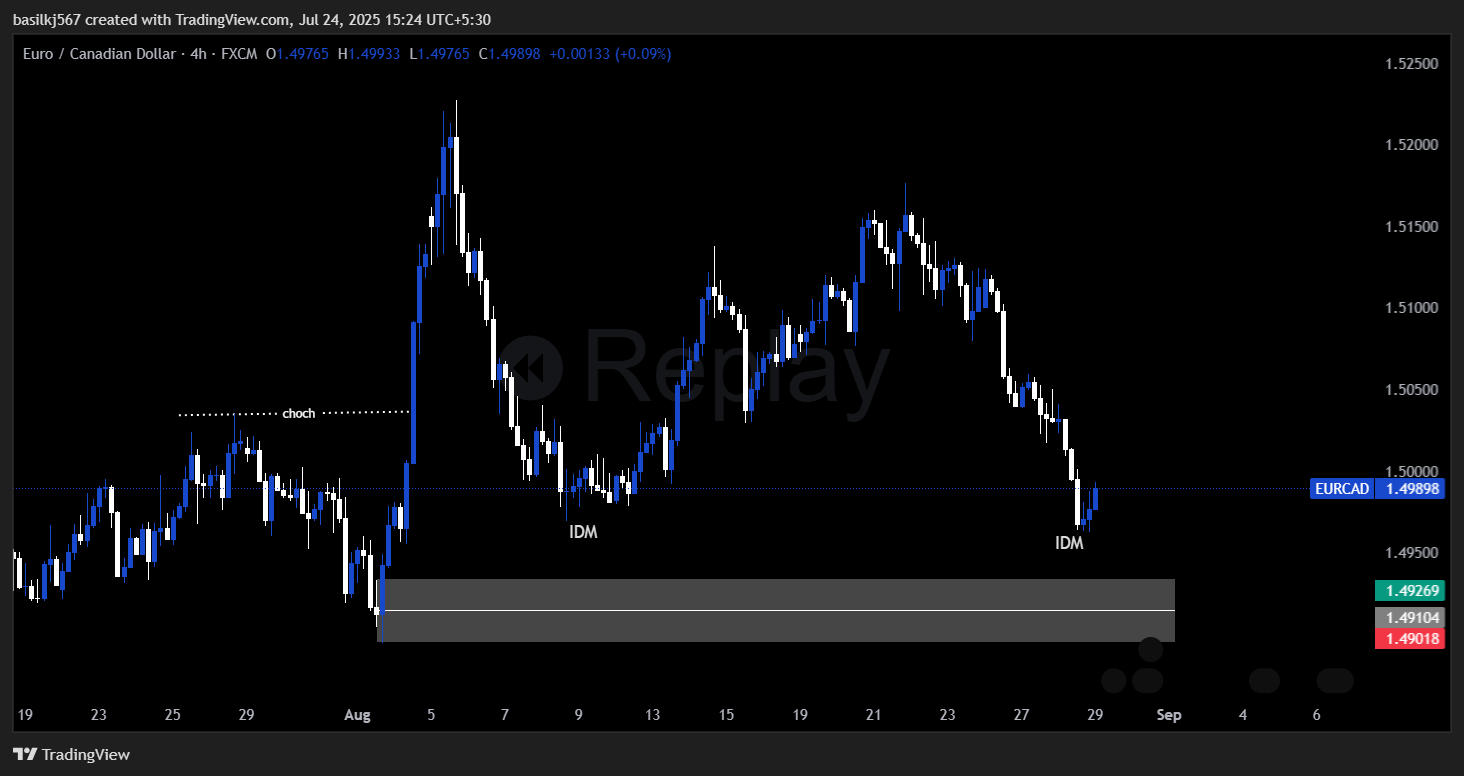 basilkj567 created with TradingView.com, Jul 24, 2025 15:24 UTC+5:30
Euro / Canadian Dollar · 4h · FXCM O1.49765 H1.49933 L1.49765 C1.49898 +0.00133 (+0.09%)
1.52500
1.52000
1.51500
1.51000
Replay
1.50500
choch
1.50000
EURCAD 1.49898
IDM
IDM
1.49500
1.49269
1.49104
1.49018
19 23 25 29 Aug 5 7 9 13 15 19 21 23 27 29 Sep 4 6
TradingView